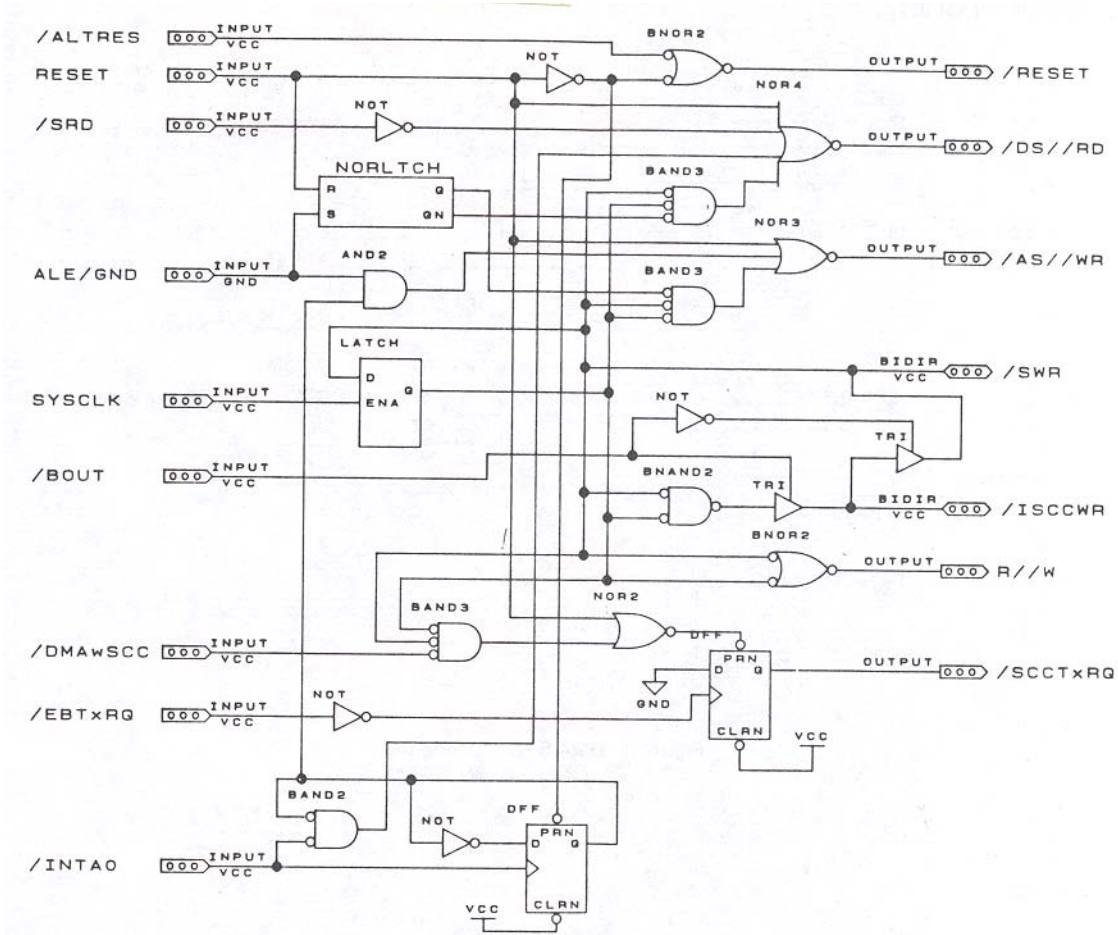 /ALTRES
INPUT
VCC
BNOR2
OUTPUT
/RESET
RESET
INPUT
VCC
NOT
NOR4
/SRD
INPUT
VCC
NOT
OUTPUT
/DS//RD
NORLTCH
R
Q
S
QN
BAND3
NOR3
ALE/GND
INPUT
GND
AND2
OUTPUT
/AS//WR
BAND3
LATCH
D
Q
ENA
BIDIR
VCC
/SWR
SYSCLK
INPUT
VCC
NOT
TRI
/BOUT
INPUT
VCC
BNAND2
TRI
BIDIR
VCC
/ISCCWR
BNOR2
OUTPUT
R//W
BAND3
NOR2
/DMAWSCC
INPUT
VCC
DFF
PRN
D
Q
CLRN
GND
VCC
OUTPUT
/SCCTxRQ
/EBTxRQ
INPUT
VCC
NOT
BAND2
NOT
DFF
PRN
D
Q
CLRN
VCC
/INTA0
INPUT
VCC